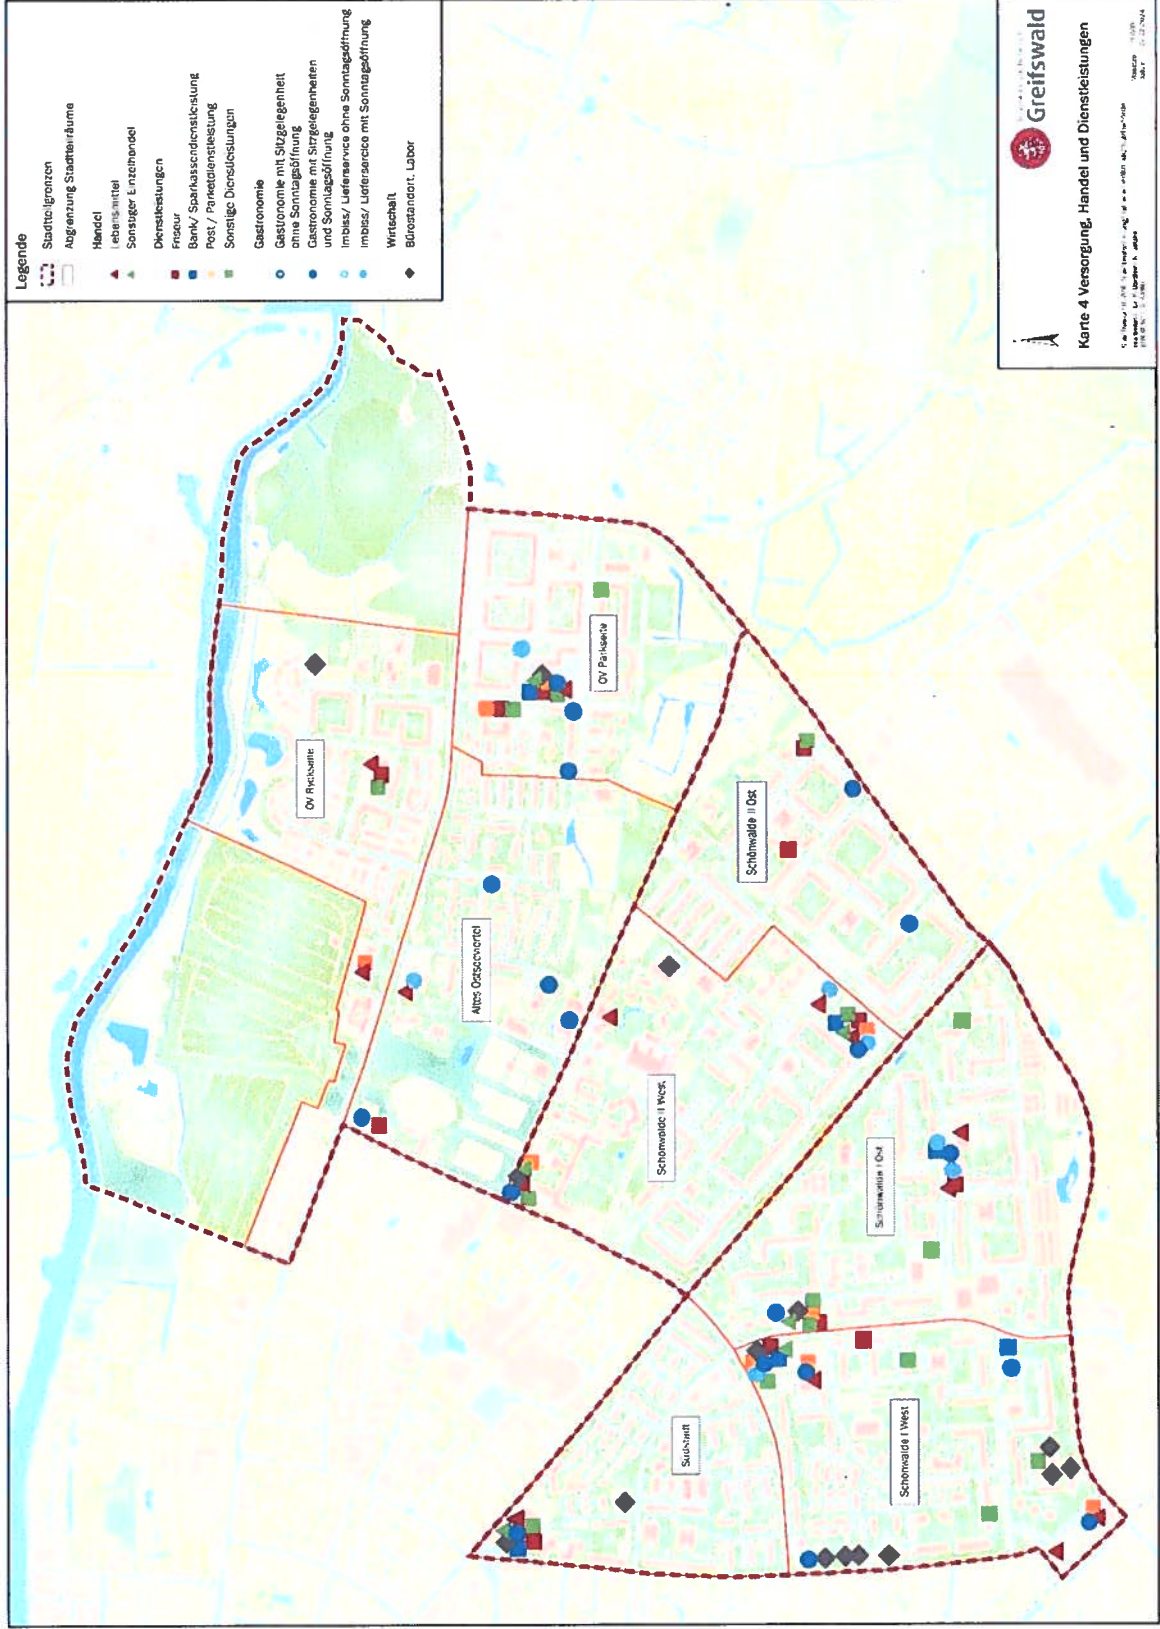 Legende
Stadtteilgrenzen
Abgrenzung Stadtteilräume
Handel
Lebensmittel
Sonstiger Einzelhandel
Dienstleistungen
Friseur
Bank/ Sparkassendienstleistung
Post / Paketdienstleistung
Sonstige Dienstleistungen
Gastronomie
Gastronomie mit Sitzgelegenheit
ohne Sonntagsöffnung
Gastronomie mit Sitzgelegenheiten
und Sonntagsöffnung
Imbiss/ Lieferservice ohne Sonntagsöffnung
Imbiss/ Lieferservice mit Sonntagsöffnung
Wirtschaft
Bürostandort, Labor
OV Ryckseite
OV Parkseite
Altes Ostseeviertel
Schönwalde II Ost
Schönwalde II West
Schönwalde I Ost
Südstadt
Schönwalde I West
Greifswald
Karte 4 Versorgung, Handel und Dienstleistungen